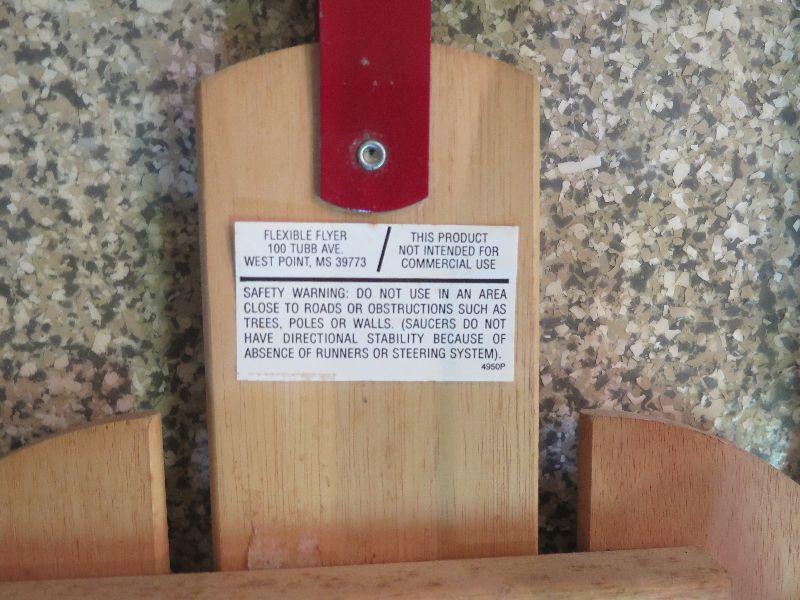 FLEXIBLE FLYER
100 TUBB AVE.
WEST POINT, MS 39773
THIS PRODUCT
NOT INTENDED FOR
COMMERCIAL USE
SAFETY WARNING: DO NOT USE IN AN AREA
CLOSE TO ROADS OR OBSTRUCTIONS SUCH AS
TREES, POLES OR WALLS. (SAUCERS DO NOT
HAVE DIRECTIONAL STABILITY BECAUSE OF
ABSENCE OF RUNNERS OR STEERING SYSTEM).
4950P